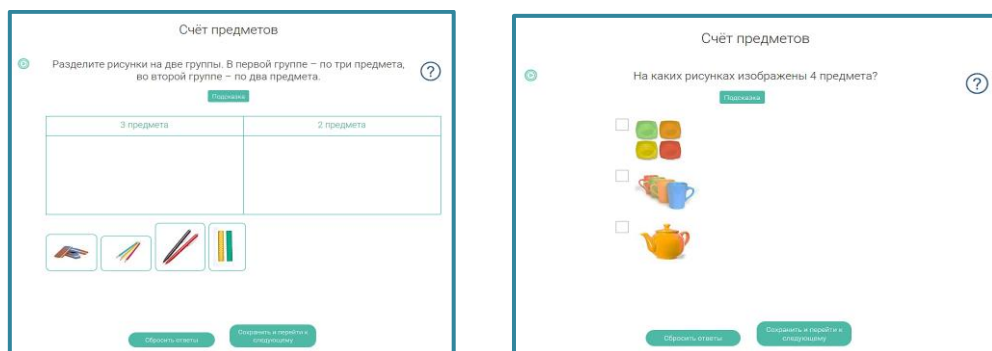 Счёт предметов
Разделите рисунки на две группы. В первой группе – по три предмета,
во второй группе – по два предмета.
?
Подсказка
3 предмета
2 предмета
Сбросить ответы
Сохранить и перейти к
следующему
Счёт предметов
На каких рисунках изображены 4 предмета?
?
Подсказка
Сбросить ответы
Сохранить и перейти к
следующему